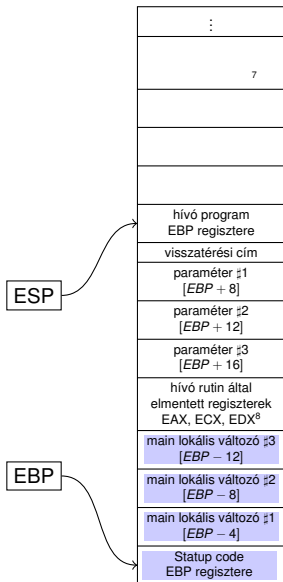 ⋮
7
hívó program
EBP regisztere
visszatérési cím
ESP
paraméter ♯1
[EBP + 8]
paraméter ♯2
[EBP + 12]
paraméter ♯3
[EBP + 16]
hívó rutin által
elmentett regiszterek
EAX, ECX, EDX⁸
main lokális változó ♯3
[EBP − 12]
EBP
main lokális változó ♯2
[EBP − 8]
main lokális változó ♯1
[EBP − 4]
Statup code
EBP regisztere